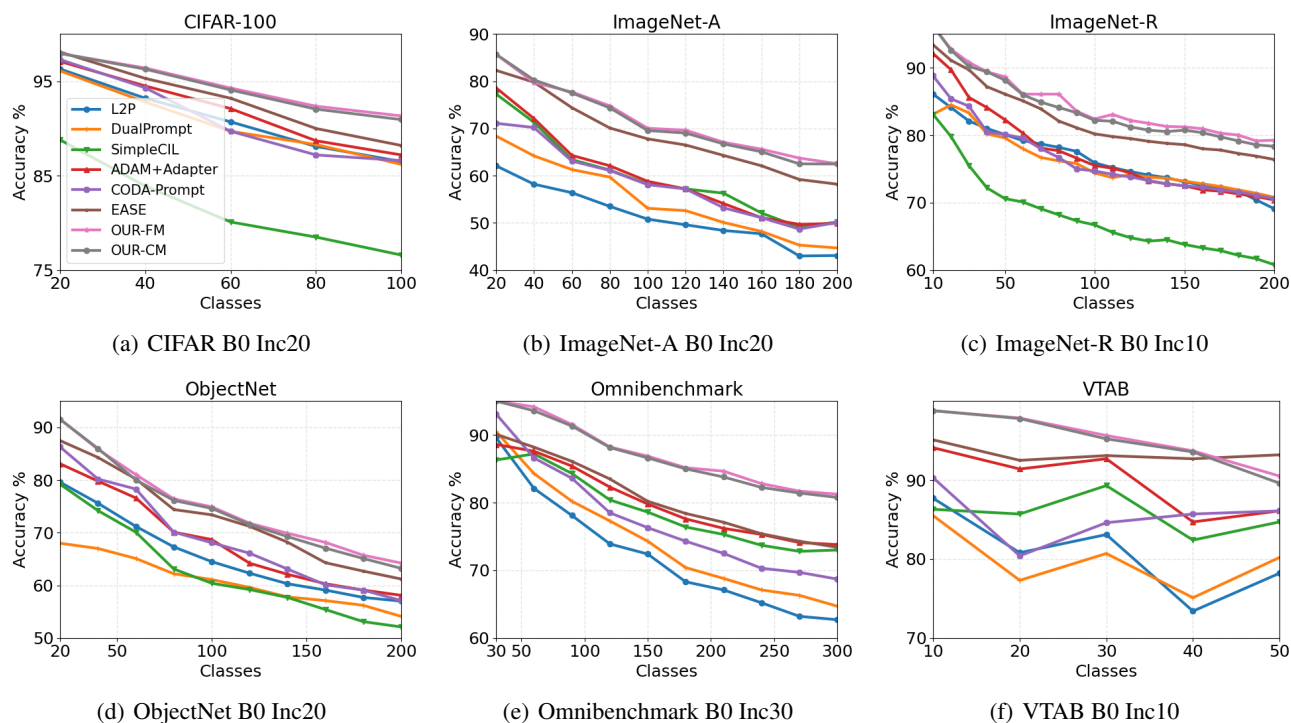 CIFAR-100
Accuracy %
95
85
75
L2P
DualPrompt
SimpleCIL
ADAM+Adapter
CODA-Prompt
EASE
OUR-FM
OUR-CM
20 40 60 80 100
Classes
(a) CIFAR B0 Inc20
ImageNet-A
Accuracy %
90
80
70
60
50
40
20 40 60 80 100 120 140 160 180 200
Classes
(b) ImageNet-A B0 Inc20
ImageNet-R
Accuracy %
90
80
70
60
10 50 100 150 200
Classes
(c) ImageNet-R B0 Inc10
ObjectNet
Accuracy %
90
80
70
60
50
20 50 100 150 200
Classes
(d) ObjectNet B0 Inc20
Omnibenchmark
Accuracy %
90
80
70
60
30 50 100 150 200 250 300
Classes
(e) Omnibenchmark B0 Inc30
VTAB
Accuracy %
90
80
70
10 20 30 40 50
Classes
(f) VTAB B0 Inc10